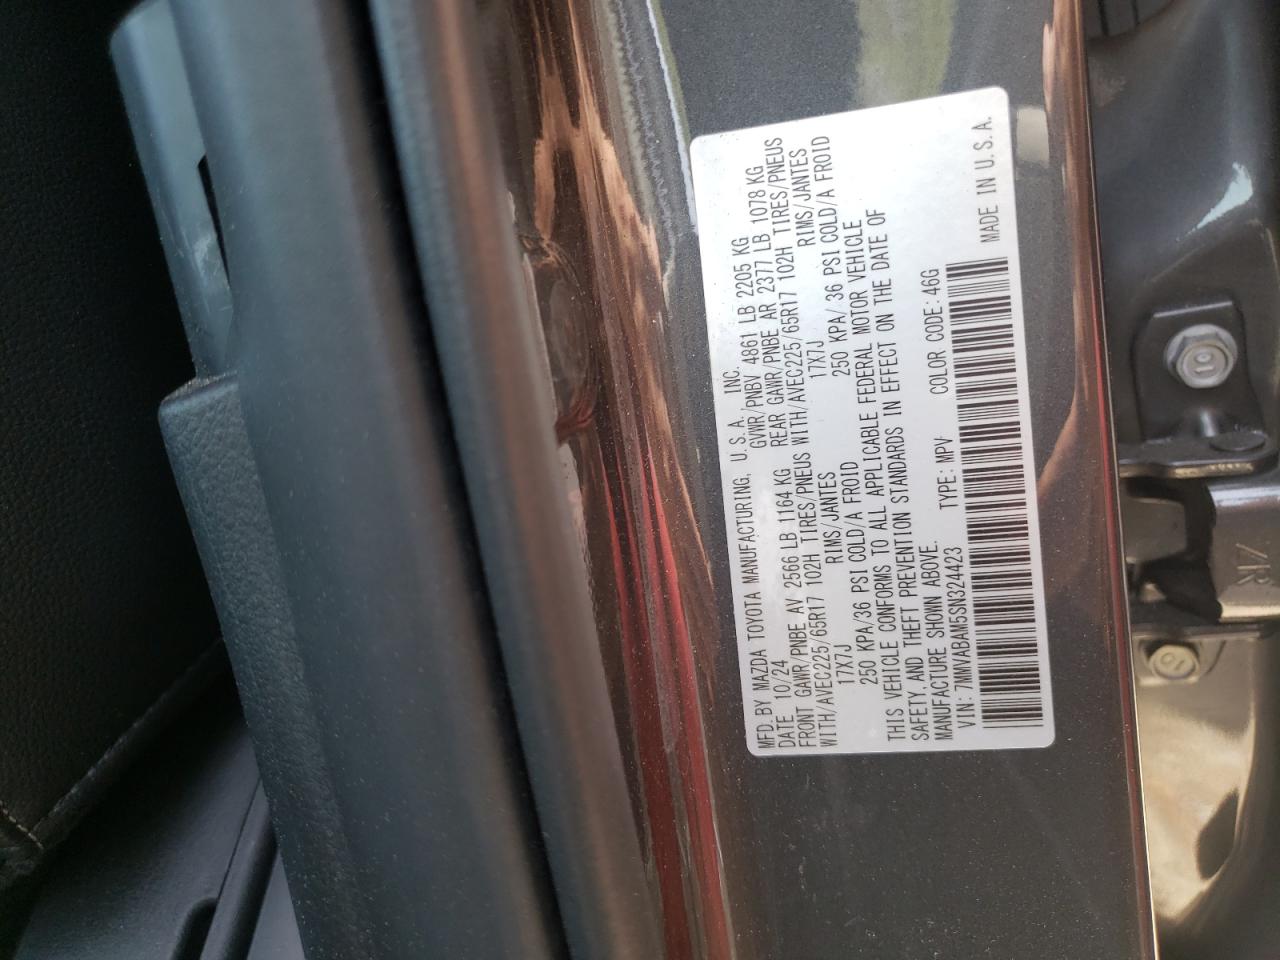 MFD.BY MAZDA TOYOTA MANUFACTURING, U.S.A., INC.
DATE 10/24 GVWR/PNBV 4861 LB 2205 KG
FRONT GAWR/PNBE AV 2566 LB 1164 KG REAR GAWR/PNBE AR 2377 LB 1078 KG
WITH/AVEC225/65R17 102H TIRES/PNEUS WITH/AVEC225/65R17 102H TIRES/PNEUS
17X7J RIMS/JANTES 17X7J RIMS/JANTES
250 KPA/36 PSI COLD/A FROID 250 KPA/36 PSI COLD/A FROID
THIS VEHICLE CONFORMS TO ALL APPLICABLE FEDERAL MOTOR VEHICLE
SAFETY, AND THEFT PREVENTION STANDARDS IN EFFECT ON THE DATE OF
MANUFACTURE SHOWN ABOVE.
VIN: 7MMVABAM5SN324423 TYPE: MPV COLOR CODE: 46G
MADE IN U.S.A.
10
ZR
10